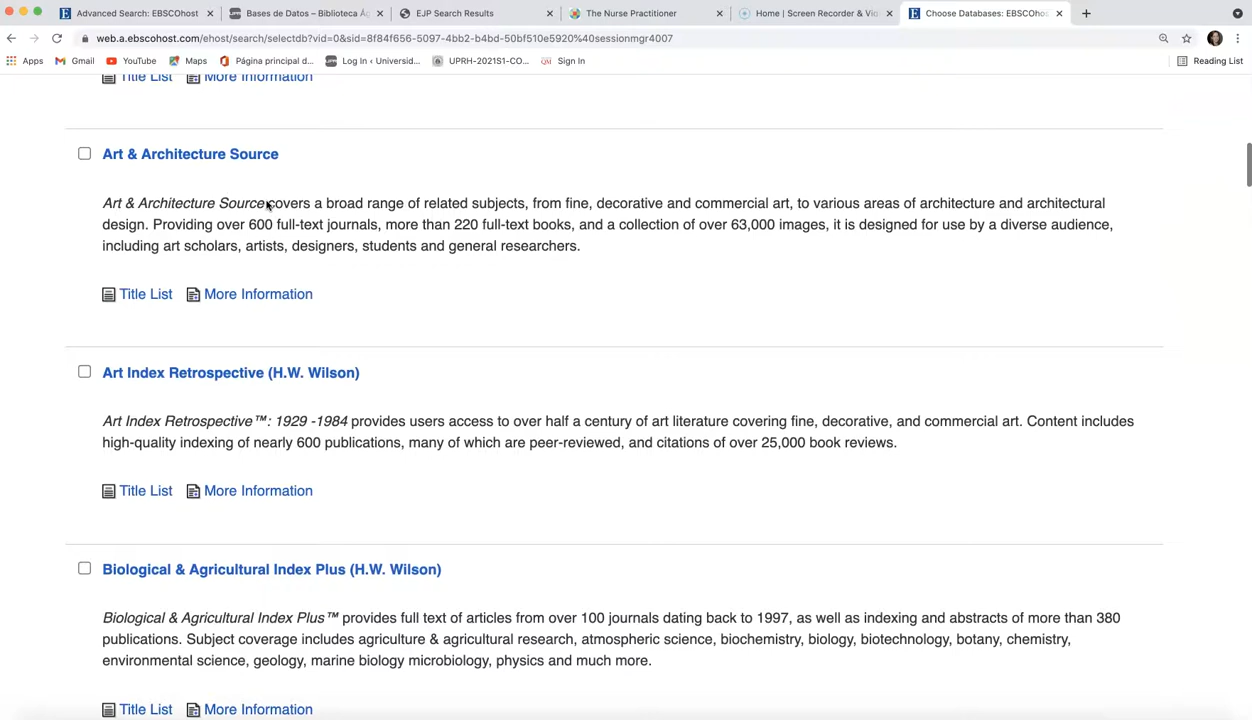 Advanced Search: EBSCOhost
Bases de Datos – Biblioteca Ág
EJP Search Results
The Nurse Practitioner
Home | Screen Recorder & Vi
Choose Databases: EBSCOhos
web.a.ebscohost.com/ehost/search/selectdb?vid=0&sid=8f84f656-5097-4bb2-b4bd-50bf510e5920%40sessionmgr4007
Apps
Gmail
YouTube
Maps
Página principal d...
Log In ‹ Universid...
UPRH-2021S1-CO...
Sign In
Reading List
Title List More Information
Art & Architecture Source
Art & Architecture Source covers a broad range of related subjects, from fine, decorative and commercial art, to various areas of architecture and architectural
design. Providing over 600 full-text journals, more than 220 full-text books, and a collection of over 63,000 images, it is designed for use by a diverse audience,
including art scholars, artists, designers, students and general researchers.
Title List More Information
Art Index Retrospective (H.W. Wilson)
Art Index Retrospective™: 1929 -1984 provides users access to over half a century of art literature covering fine, decorative, and commercial art. Content includes
high-quality indexing of nearly 600 publications, many of which are peer-reviewed, and citations of over 25,000 book reviews.
Title List More Information
Biological & Agricultural Index Plus (H.W. Wilson)
Biological & Agricultural Index Plus™ provides full text of articles from over 100 journals dating back to 1997, as well as indexing and abstracts of more than 380
publications. Subject coverage includes agriculture & agricultural research, atmospheric science, biochemistry, biology, biotechnology, botany, chemistry,
environmental science, geology, marine biology microbiology, physics and much more.
Title List More Information